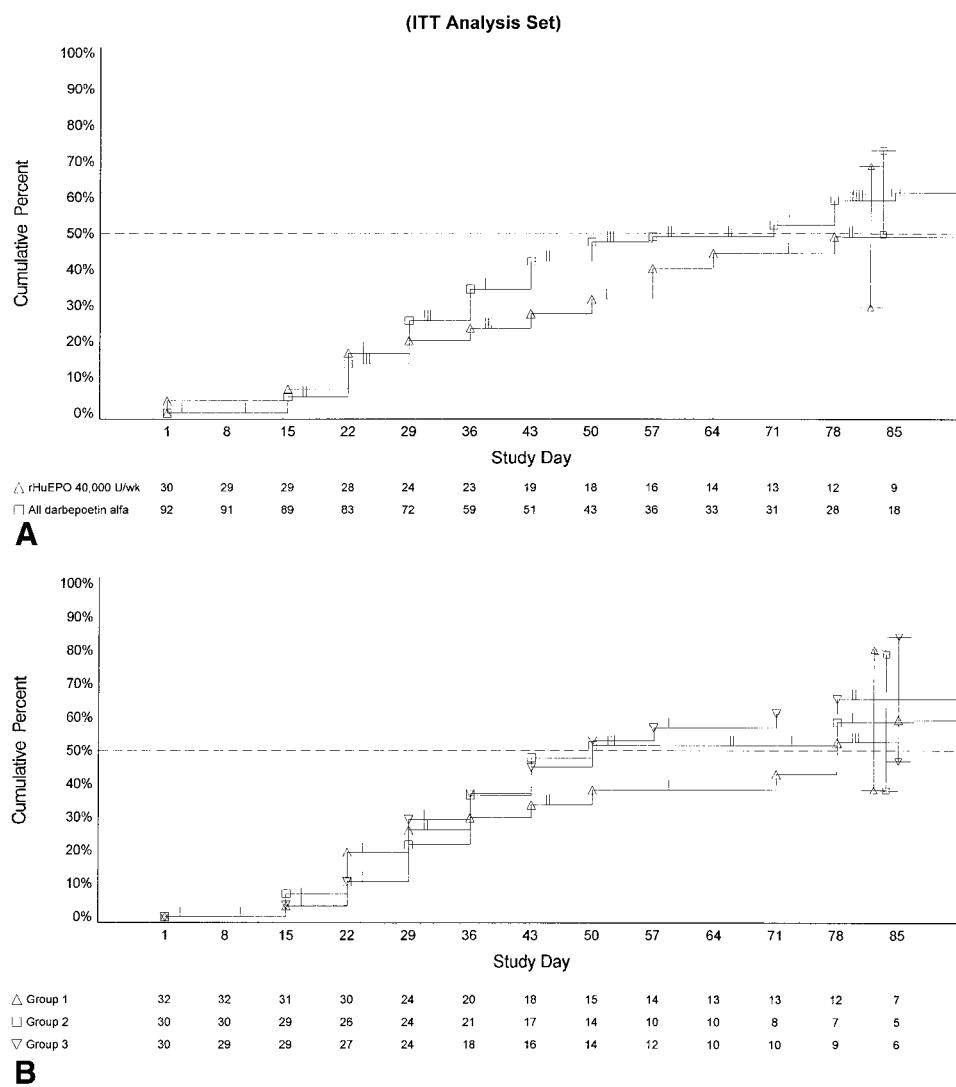 (ITT Analysis Set)
100%
90%
80%
70%
60%
50%
40%
30%
20%
10%
0%
Cumulative Percent
1 8 15 22 29 36 43 50 57 64 71 78 85
Study Day
rHuEPO 40,000 U/wk 30 29 29 28 24 23 19 18 16 14 13 12 9
All darbepoetin alfa 92 91 89 83 72 59 51 43 36 33 31 28 18
A
100%
90%
80%
70%
60%
50%
40%
30%
20%
10%
0%
Cumulative Percent
1 8 15 22 29 36 43 50 57 64 71 78 85
Study Day
Group 1 32 32 31 30 24 20 18 15 14 13 13 12 7
Group 2 30 30 29 26 24 21 17 14 10 10 8 7 5
Group 3 30 29 29 27 24 18 16 14 12 10 10 9 6
B